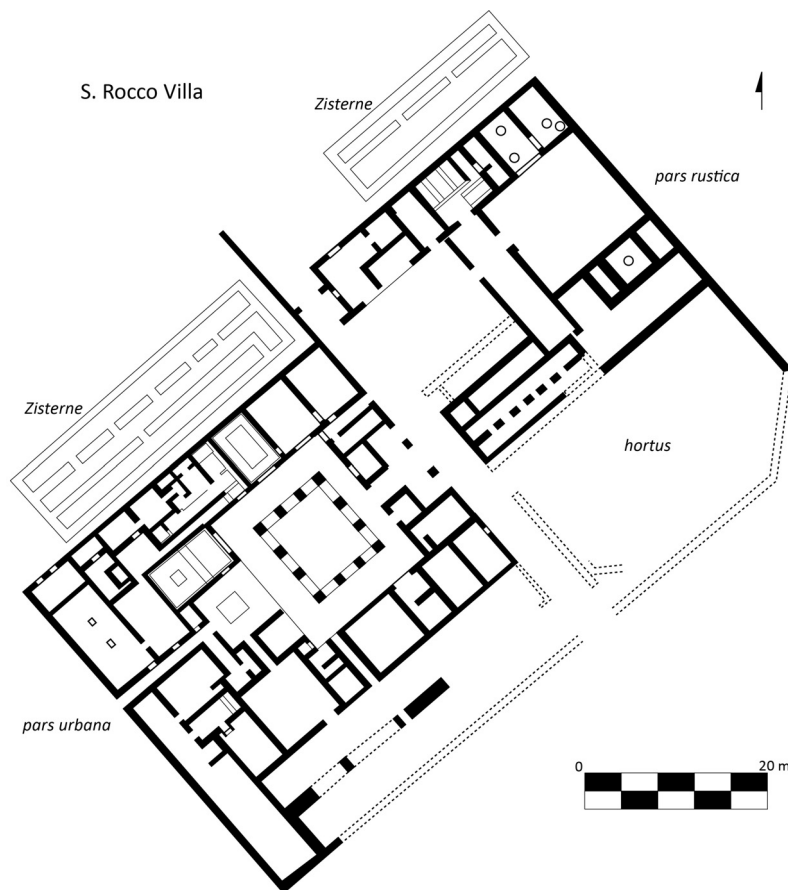 S. Rocco Villa
Zisterne
pars rustica
Zisterne
hortus
pars urbana
0 20 m